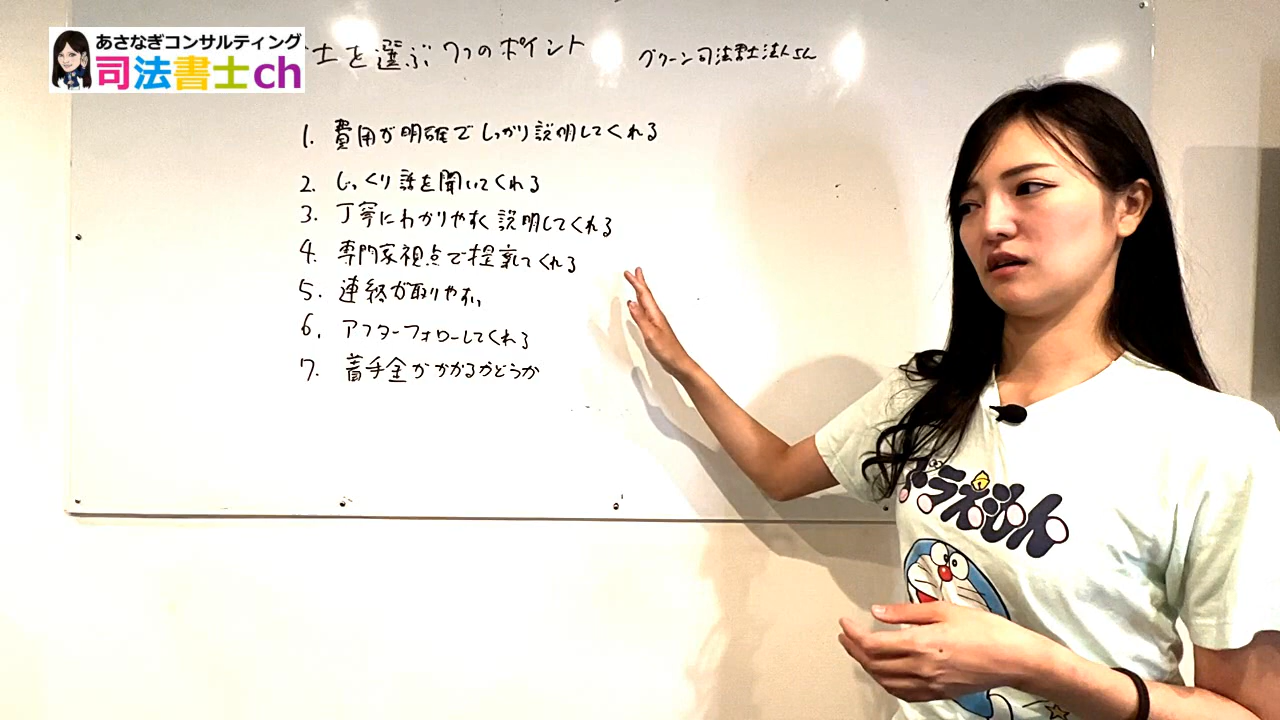 あさなぎコンサルティング
司法書士ch
士を選ぶ7つのポイント
グリーン司法書士法人さん
1. 費用が明確でしっかり説明してくれる
2. じっくり話を聞いてくれる
3. 丁寧にわかりやすく説明してくれる
4. 専門家視点で提案してくれる
5. 連絡が取りやすい
6. アフターフォローしてくれる
7. 着手金がかかるかどうか
ドラえもん